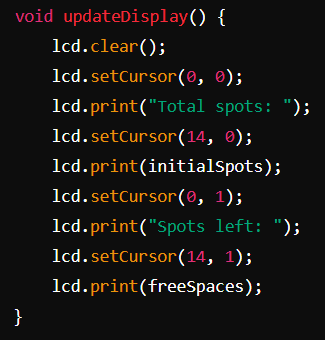 void updateDisplay() {
    lcd.clear();
    lcd.setCursor(0, 0);
    lcd.print("Total spots: ");
    lcd.setCursor(14, 0);
    lcd.print(initialSpots);
    lcd.setCursor(0, 1);
    lcd.print("Spots left: ");
    lcd.setCursor(14, 1);
    lcd.print(freeSpaces);
}